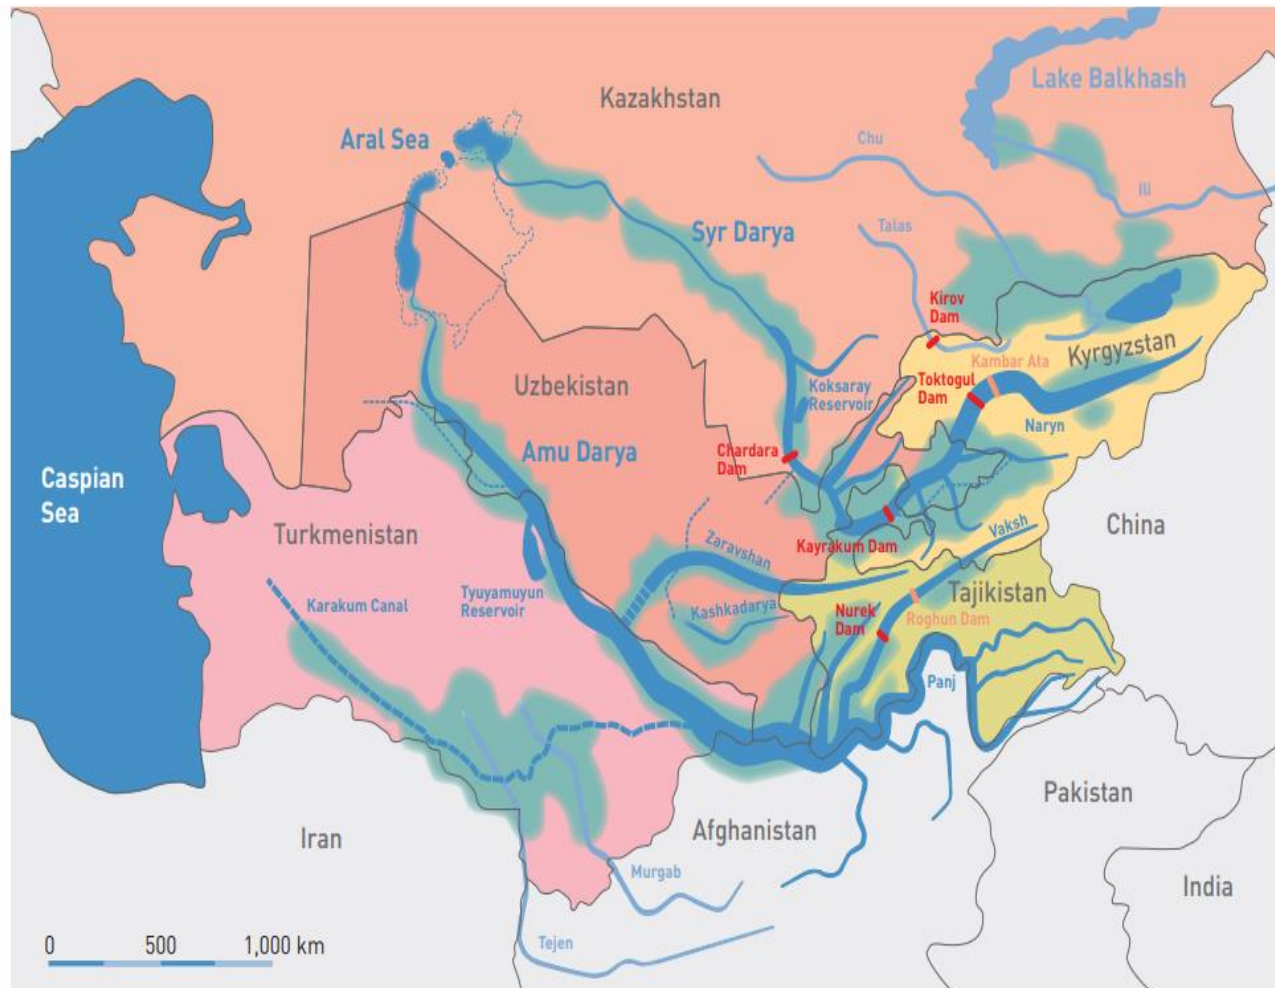 Lake Balkhash
Kazakhstan
Aral Sea
Chu
Ili
Syr Darya
Talas
Kirov
Dam
Kyrgyzstan
Kambar Ata
Toktogul
Dam
Uzbekistan
Koksaray
Reservoir
Naryn
Chardara
Dam
Amu Darya
Caspian
Sea
Turkmenistan
China
Vaksh
Kayrakum Dam
Zaravshan
Tyuyamuyun
Reservoir
Karakum Canal
Kashkadarya
Nurek
Dam
Tajikistan
Roghun Dam
Panj
Pakistan
Iran
Afghanistan
Murgab
India
0 500 1,000 km
Tejen